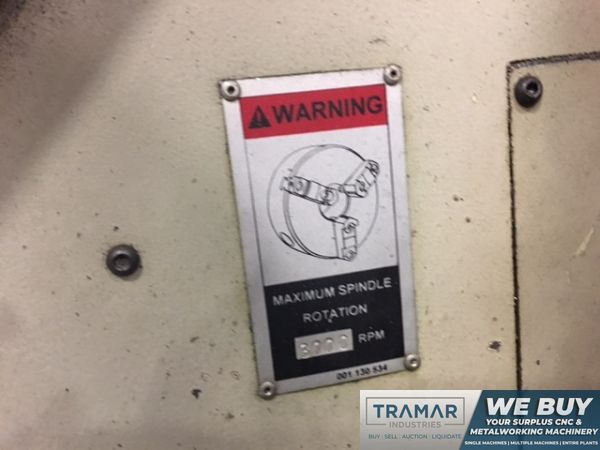 WARNING
MAXIMUM SPINDLE
ROTATION
3000 RPM
001 130 534
TRAMAR
INDUSTRIES
BUY | SELL | AUCTION | LIQUIDATE
WE BUY
YOUR SURPLUS CNC &
METALWORKING MACHINERY
SINGLE MACHINES | MULTIPLE MACHINES | ENTIRE PLANTS